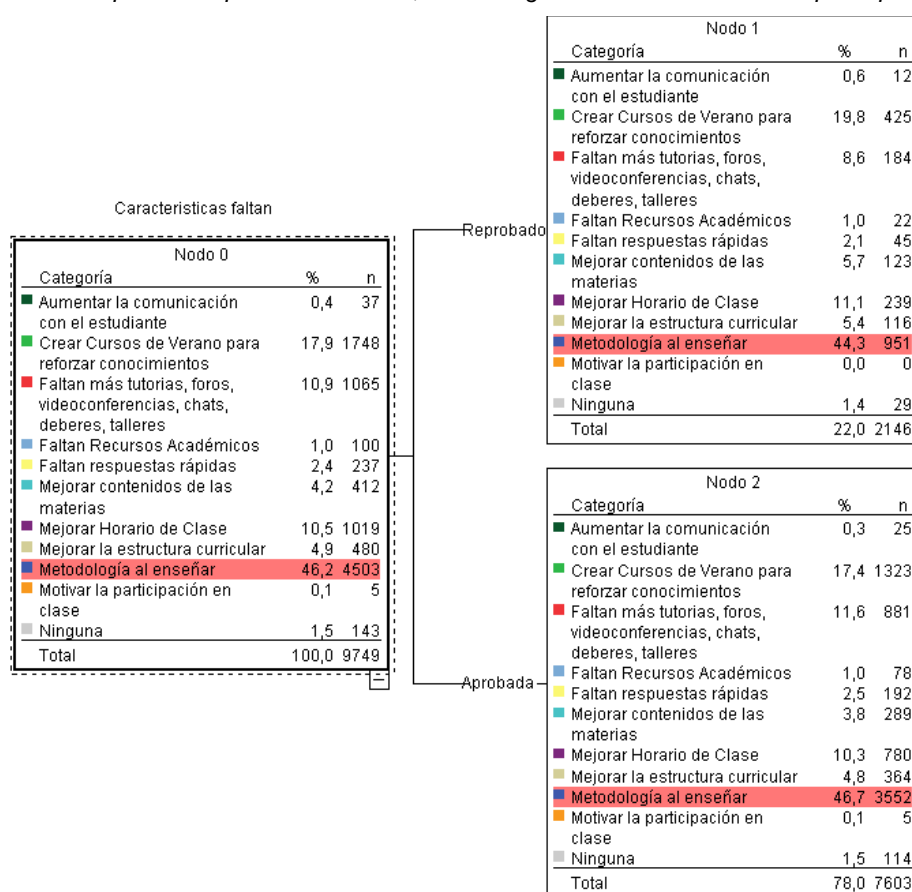 Nodo 1
Categoría % n
Aumentar la comunicación 0,6 12
con el estudiante
Crear Cursos de Verano para 19,8 425
reforzar conocimientos
Faltan más tutorias, foros, 8,6 184
videoconferencias, chats,
deberes, talleres
Faltan Recursos Académicos 1,0 22
Faltan respuestas rápidas 2,1 45
Mejorar contenidos de las 5,7 123
materias
Mejorar Horario de Clase 11,1 239
Mejorar la estructura curricular 5,4 116
Metodología al enseñar 44,3 951
Motivar la participación en 0,0 0
clase
Ninguna 1,4 29
Total 22,0 2146
Caracteristicas faltan
Reprobado
Nodo 0
Categoría % n
Aumentar la comunicación 0,4 37
con el estudiante
Crear Cursos de Verano para 17,9 1748
reforzar conocimientos
Faltan más tutorias, foros, 10,9 1065
videoconferencias, chats,
deberes, talleres
Faltan Recursos Académicos 1,0 100
Faltan respuestas rápidas 2,4 237
Mejorar contenidos de las 4,2 412
materias
Mejorar Horario de Clase 10,5 1019
Mejorar la estructura curricular 4,9 480
Metodología al enseñar 46,2 4503
Motivar la participación en 0,1 5
clase
Ninguna 1,5 143
Total 100,0 9749
Aprobada
Nodo 2
Categoría % n
Aumentar la comunicación 0,3 25
con el estudiante
Crear Cursos de Verano para 17,4 1323
reforzar conocimientos
Faltan más tutorias, foros, 11,6 881
videoconferencias, chats,
deberes, talleres
Faltan Recursos Académicos 1,0 78
Faltan respuestas rápidas 2,5 192
Mejorar contenidos de las 3,8 289
materias
Mejorar Horario de Clase 10,3 780
Mejorar la estructura curricular 4,8 364
Metodología al enseñar 46,7 3552
Motivar la participación en 0,1 5
clase
Ninguna 1,5 114
Total 78,0 7603